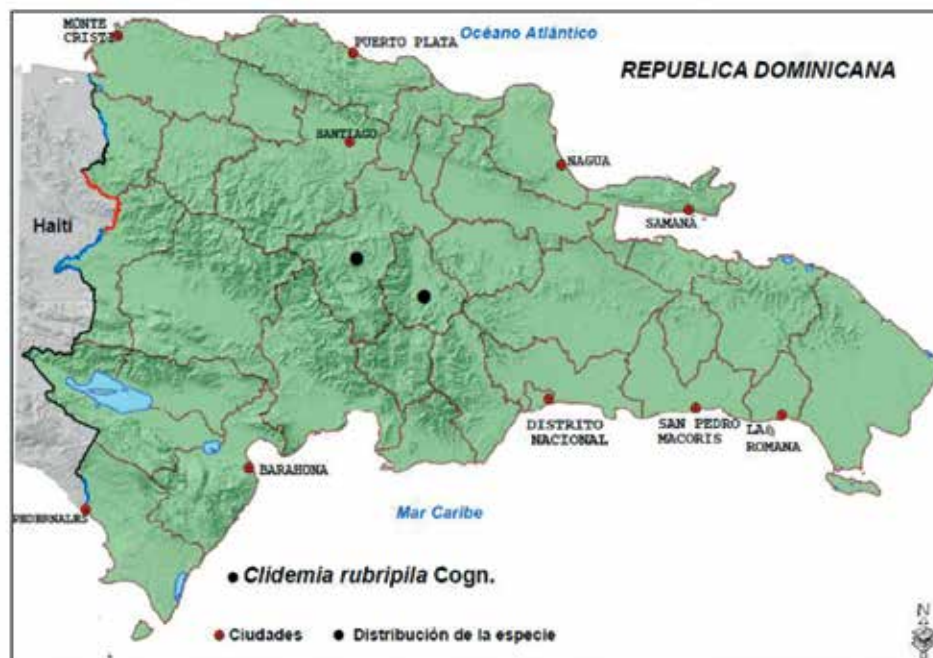 MONTE
CRISTI
PUERTO PLATA
Océano Atlántico
REPUBLICA DOMINICANA
SANTIAGO
NAGUA
SAMANA
Haití
DISTRITO
NACIONAL
SAN PEDRO
MACORIS
LA
ROMANA
BARAHONA
PEDERNALES
Mar Caribe
Clidemia rubripila Cogn.
Ciudades
Distribución de la especie
N